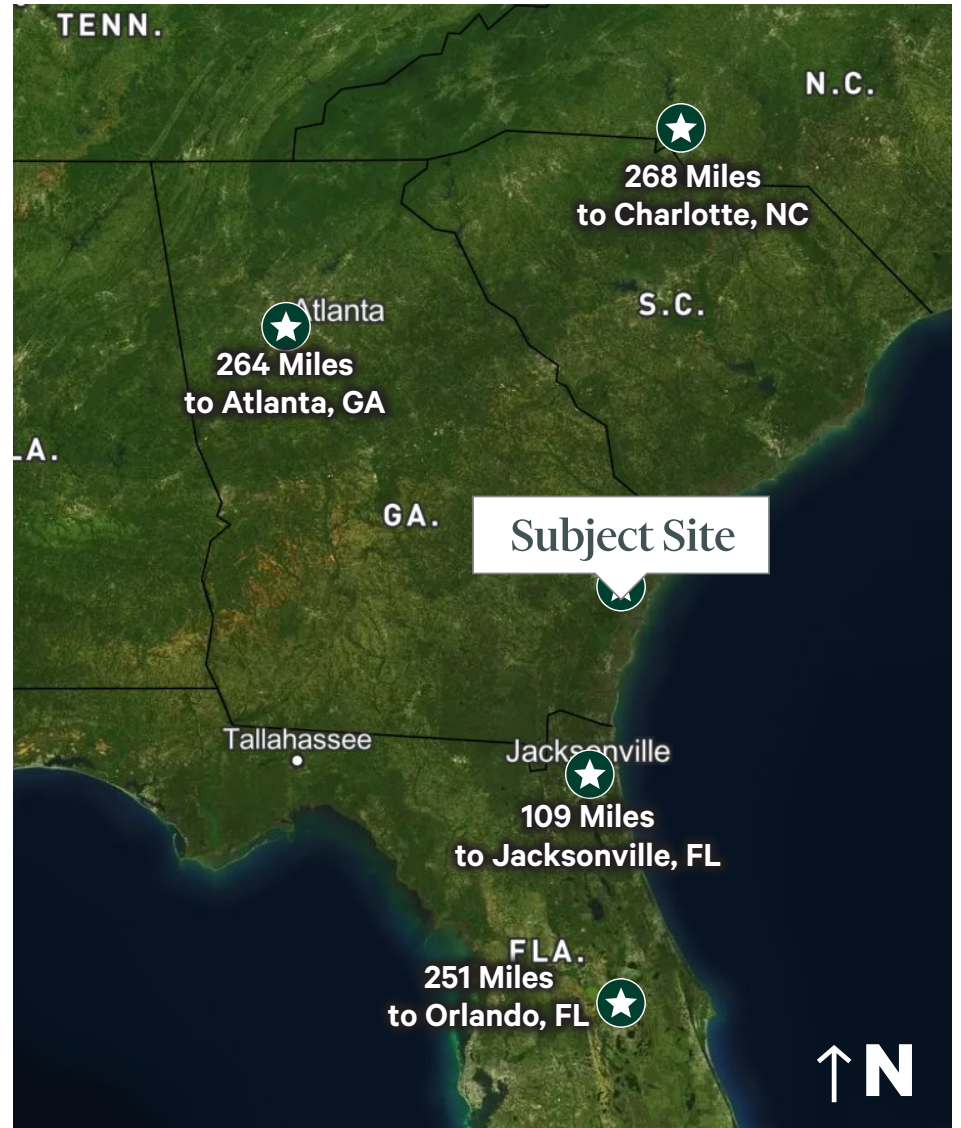 TENN.
N.C.
268 Miles
to Charlotte, NC
S.C.
Atlanta
264 Miles
to Atlanta, GA
LA.
GA.
Subject Site
Tallahassee
Jacksonville
109 Miles
to Jacksonville, FL
FLA.
251 Miles
to Orlando, FL
↑ N